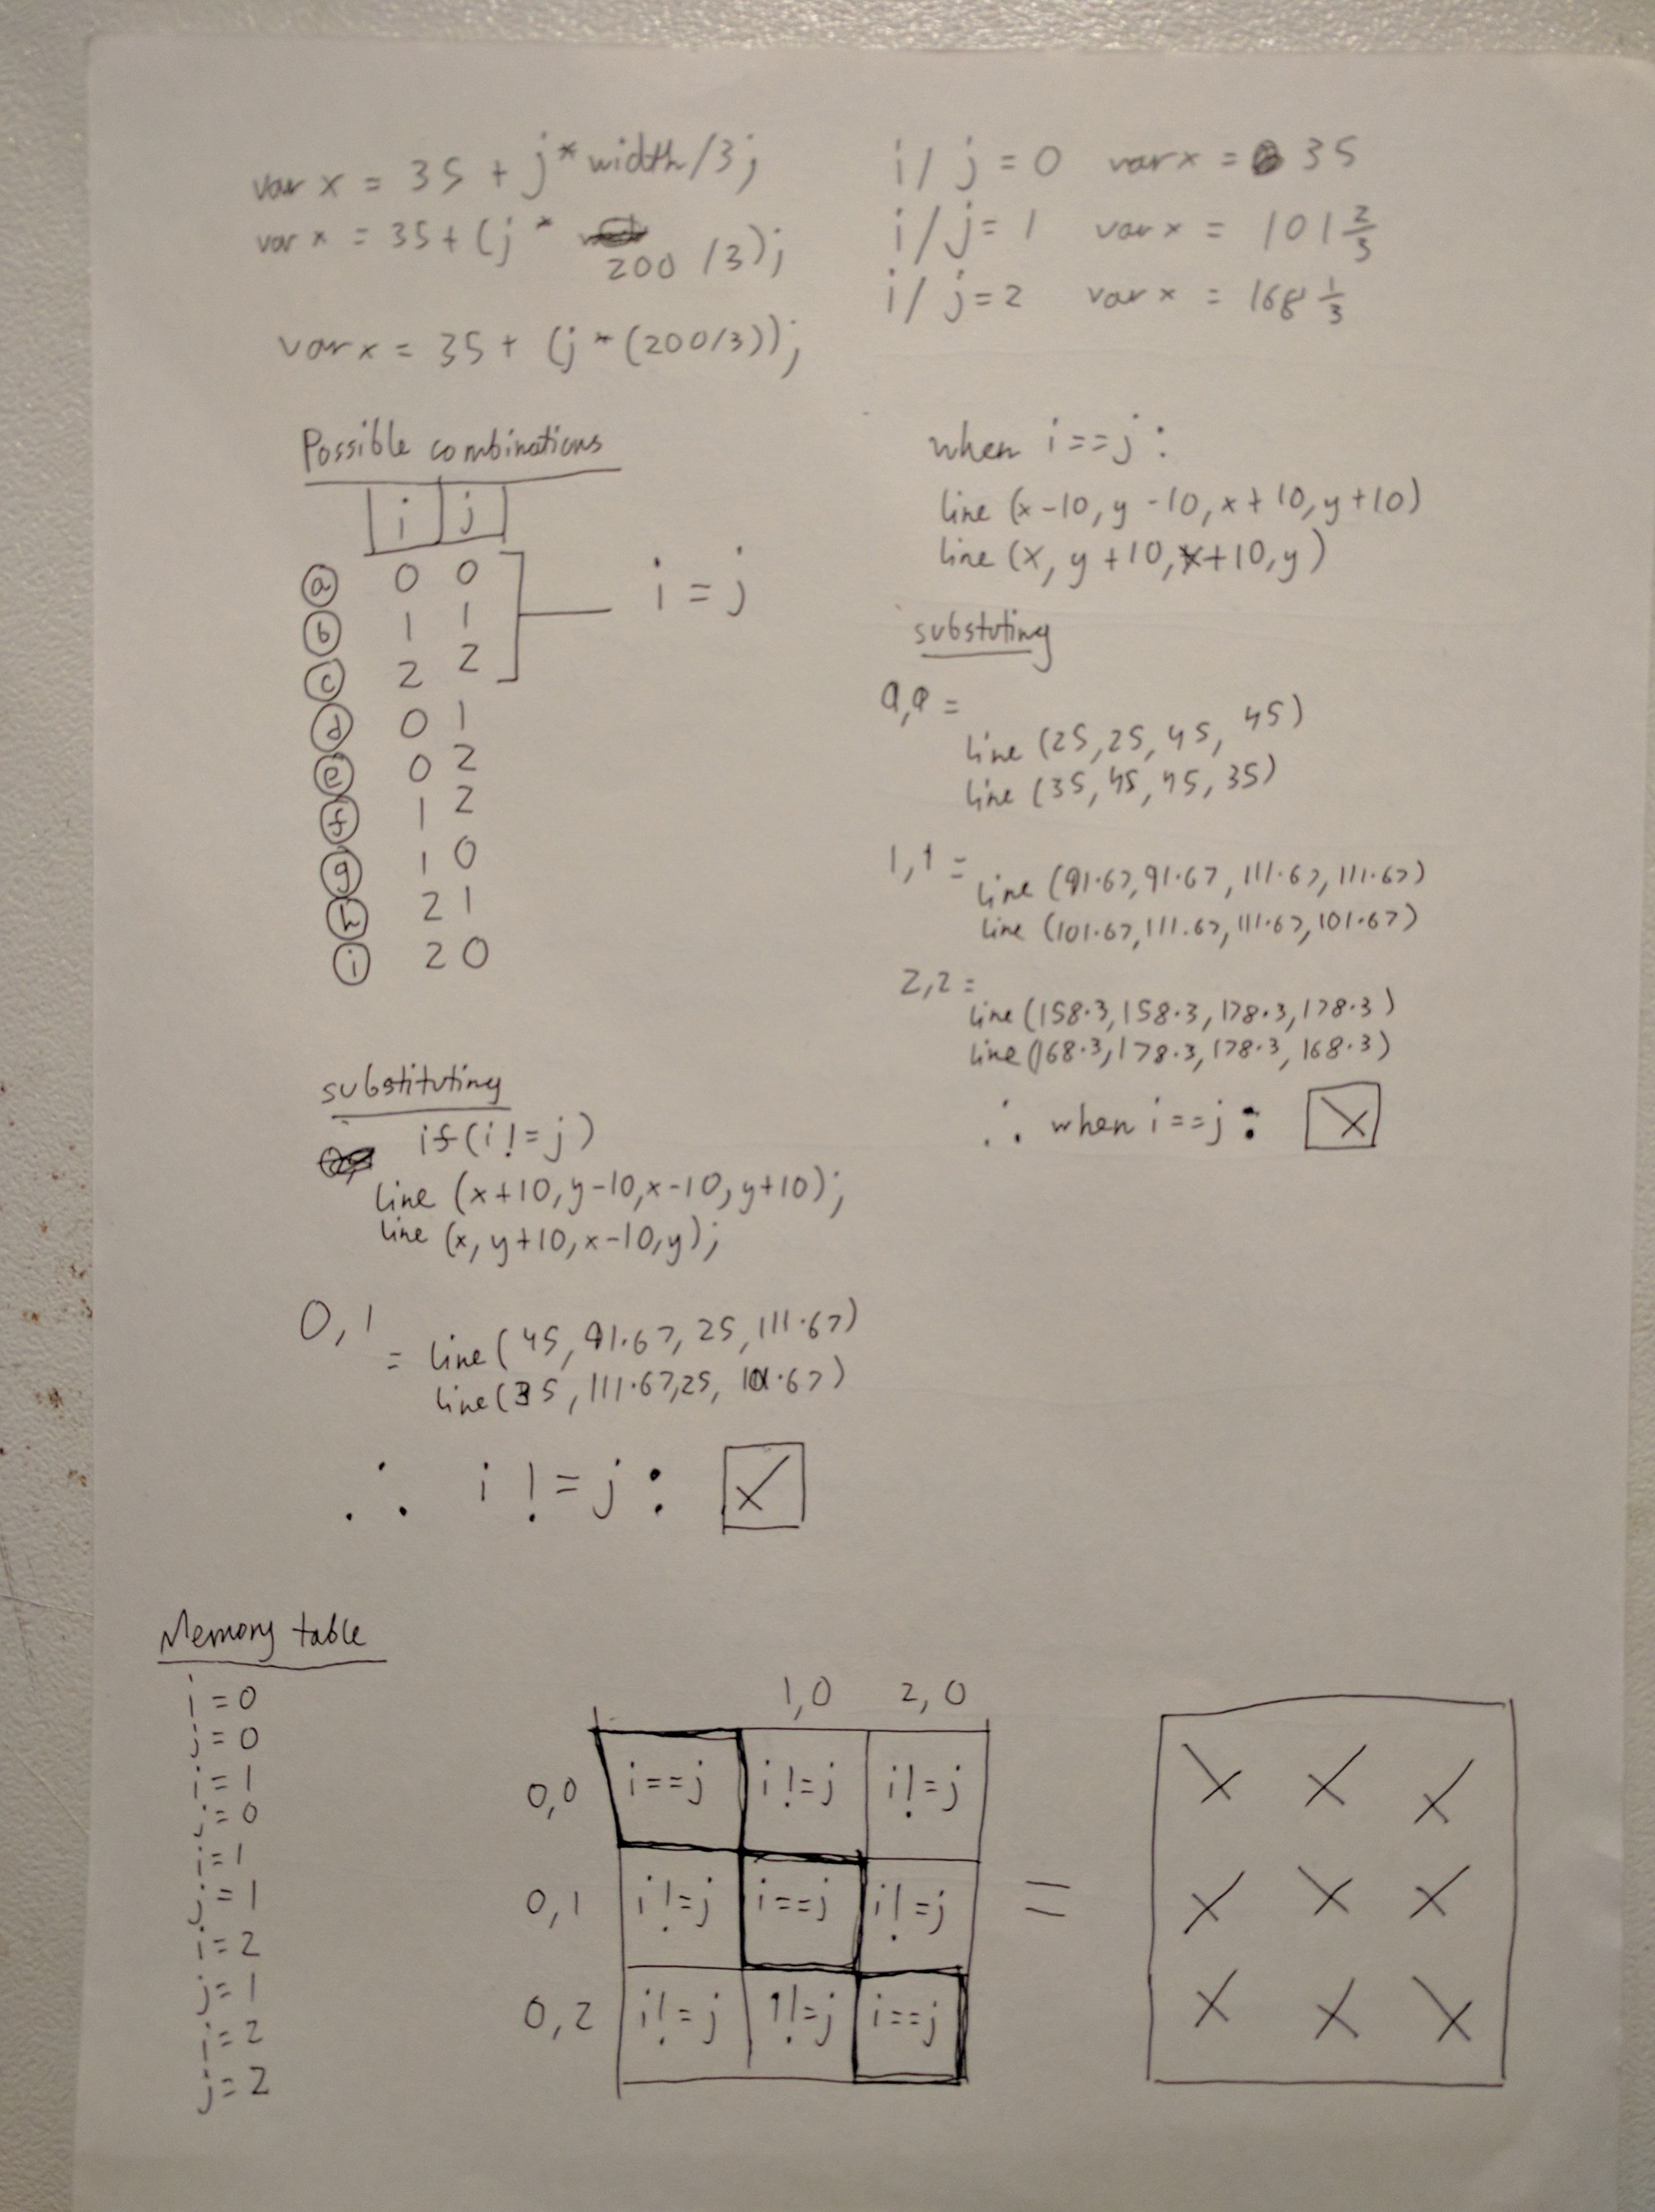 var x = 35 + j* width/3;
var x = 35 + (j * 200 /3);
var x = 35 + (j * (200/3));
i / j = 0 var x = 35
i / j = 1 var x = 101 2/3
i / j = 2 var x = 168 1/3
Possible combinations
i j
a 0 0
b 1 1
c 2 2
i = j
d 0 1
e 0 2
f 1 2
g 1 0
h 2 1
i 2 0
when i==j :
line (x-10, y-10, x+10, y+10)
line (x, y+10, x+10, y)
substuting
0,0 =
line (25,25,45, 45)
line (35,45,45,35)
1,1 =
line (91.67,91.67,111.67,111.67)
line (101.67,111.67,111.67,101.67)
2,2 =
line (158.3,158.3,178.3,178.3)
line (168.3,178.3,178.3,168.3)
∴ when i==j :
substituting
if (i != j)
line (x+10, y-10, x-10, y+10);
line (x, y+10, x-10, y);
0,1
= line (45, 91.67, 25, 111.67)
line (35, 111.67, 25, 101.67)
∴ i != j :
Memory table
i = 0
j = 0
i = 1
j = 0
i = 1
j = 1
i = 2
j = 1
i = 2
j = 2
1,0 2,0
0,0 i==j i!=j i!=j
0,1 i!=j i==j i!=j =
0,2 i!=j i!=j i==j